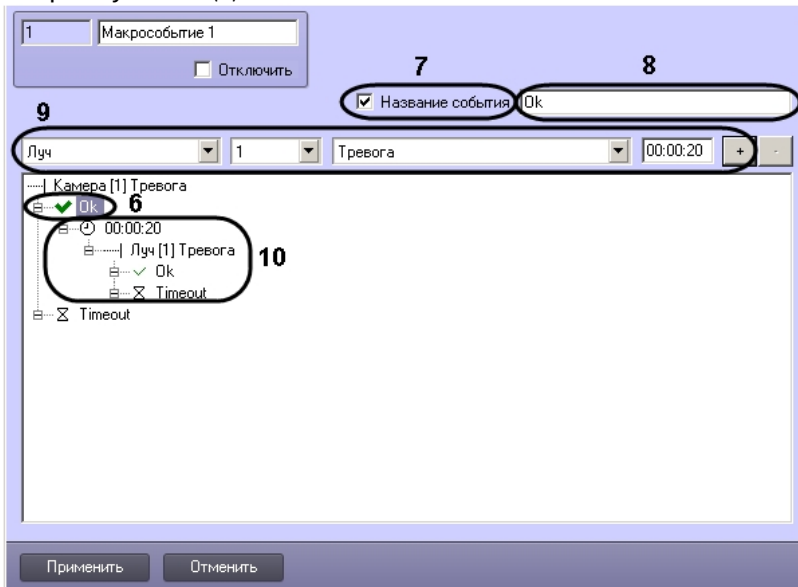 1 Макрособытие 1
Отключить
7 8
Название события Ok
9
Луч 1 Тревога 00:00:20 + -
Камера [1] Тревога
Ok 6
00:00:20
Луч [1] Тревога 10
Ok
Timeout
Timeout
Применить Отменить